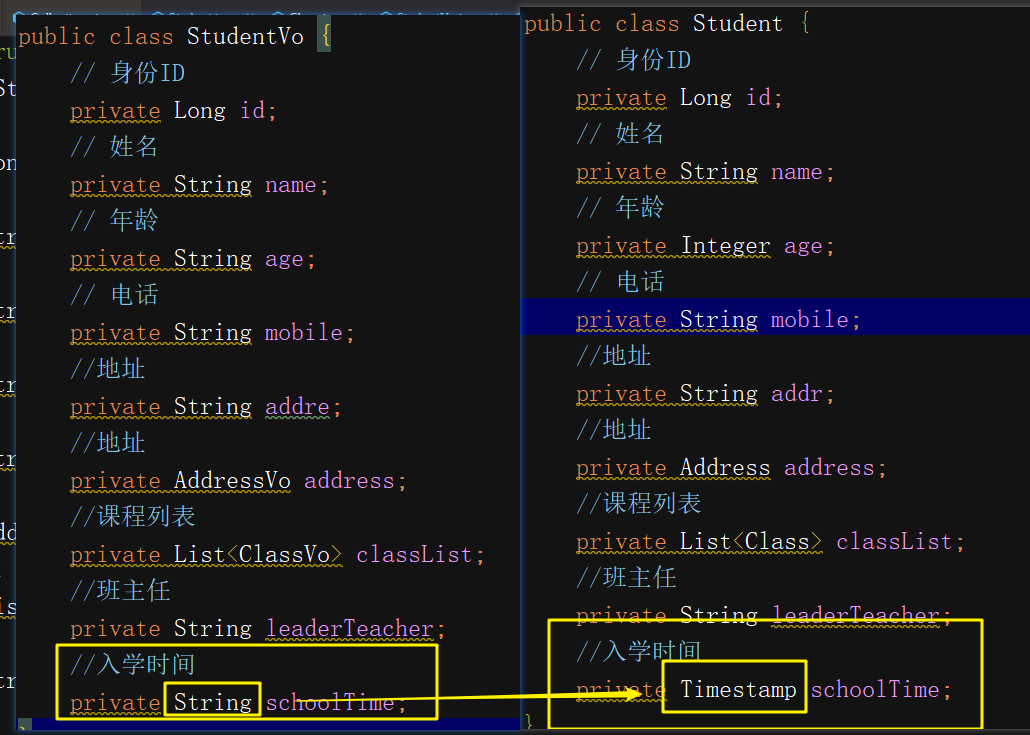 public class StudentVo {
// 身份ID
private Long id;
// 姓名
private String name;
// 年龄
private String age;
// 电话
private String mobile;
//地址
private String addre;
//地址
private AddressVo address;
//课程列表
private List<ClassVo> classList;
//班主任
private String leaderTeacher;
//入学时间
private String schoolTime;
public class Student {
// 身份ID
private Long id;
// 姓名
private String name;
// 年龄
private Integer age;
// 电话
private String mobile;
//地址
private String addr;
//地址
private Address address;
//课程列表
private List<Class> classList;
//班主任
private String leaderTeacher;
//入学时间
private Timestamp schoolTime;
}